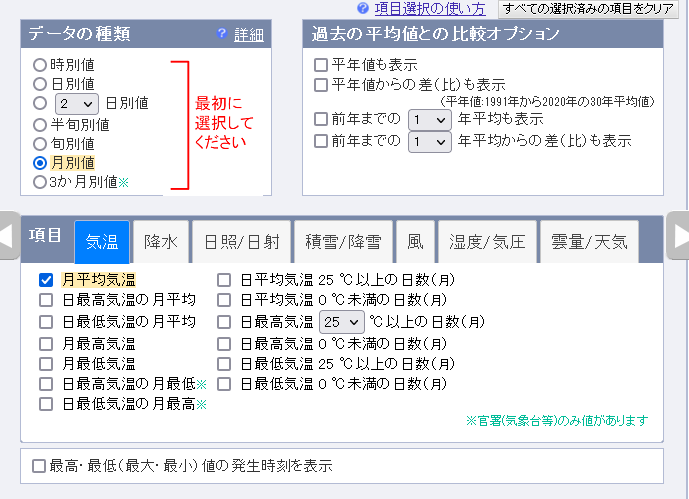 項目選択の使い方 すべての選択済みの項目をクリア
データの種類 詳細
時別値
日別値
2 日別値
半旬別値
旬別値
月別値
3か月別値※
最初に
選択して
ください
過去の平均値との比較オプション
平年値も表示
平年値からの差(比)も表示
(平年値:1991年から2020年の30年平均値)
前年までの 1 年平均も表示
前年までの 1 年平均からの差(比)も表示
項目 気温 降水 日照/日射 積雪/降雪 風 湿度/気圧 雲量/天気
月平均気温
日最高気温の月平均
日最低気温の月平均
月最高気温
月最低気温
日最高気温の月最低※
日最低気温の月最高※
日平均気温 25 ℃以上の日数(月)
日平均気温 0 ℃未満の日数(月)
日最高気温 25 ℃以上の日数(月)
日最高気温 0 ℃未満の日数(月)
日最低気温 25 ℃以上の日数(月)
日最低気温 0 ℃未満の日数(月)
※官署(気象台等)のみ値があります
最高・最低(最大・最小)値の発生時刻を表示